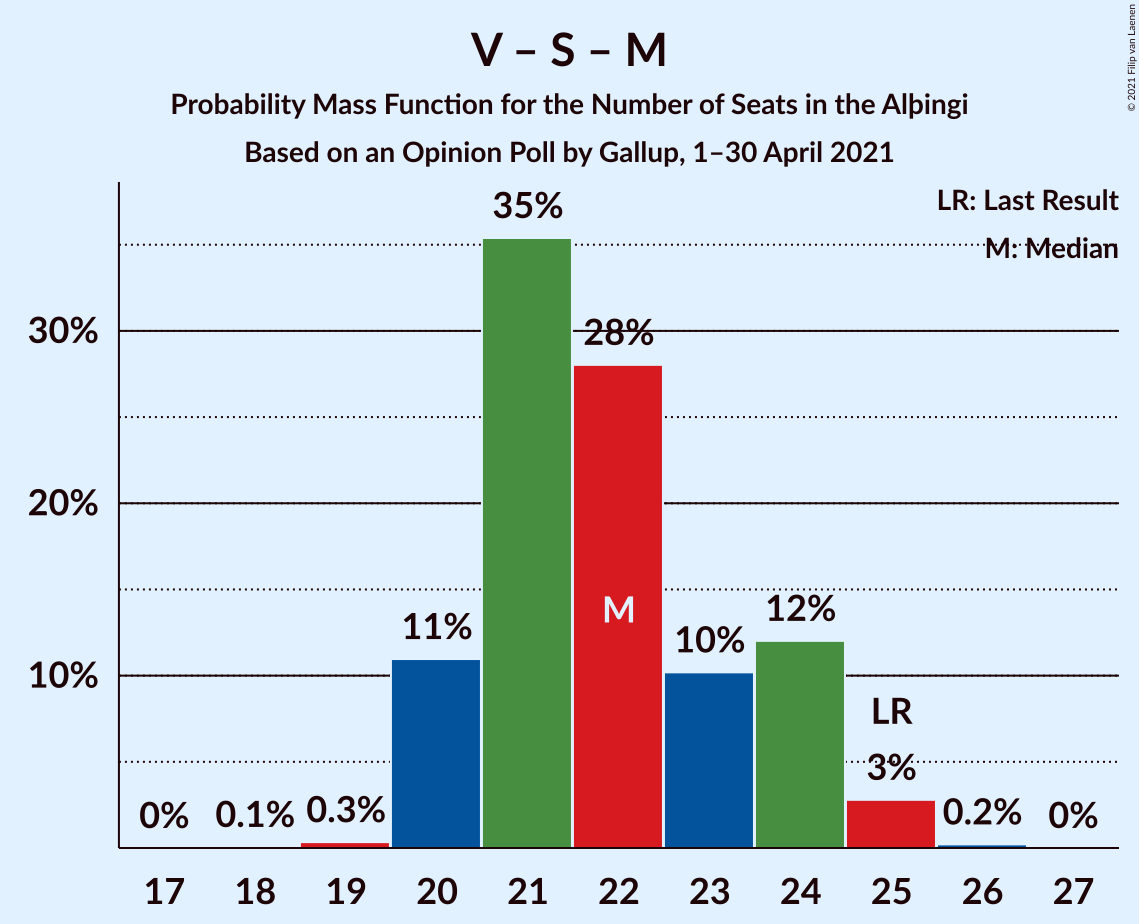 V – S – M
Probability Mass Function for the Number of Seats in the Alþingi
Based on an Opinion Poll by Gallup, 1–30 April 2021
© 2021 Filip van Laenen
LR: Last Result
M: Median
35%
30%
28%
20%
M
12%
11%
10%
10%
LR
3%
0%
0.1%
0.3%
0.2%
0%
17 18 19 20 21 22 23 24 25 26 27